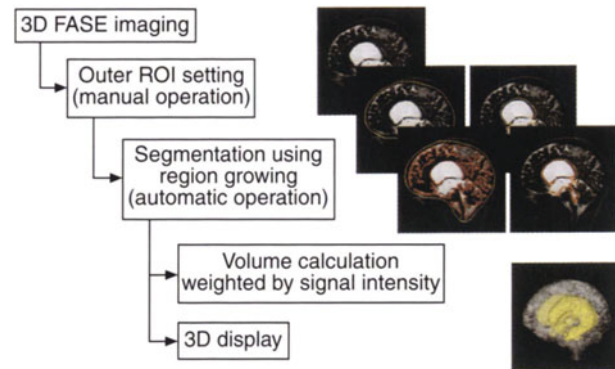 3D FASE imaging
Outer ROI setting
(manual operation)
Segmentation using
region growing
(automatic operation)
Volume calculation
weighted by signal intensity
3D display